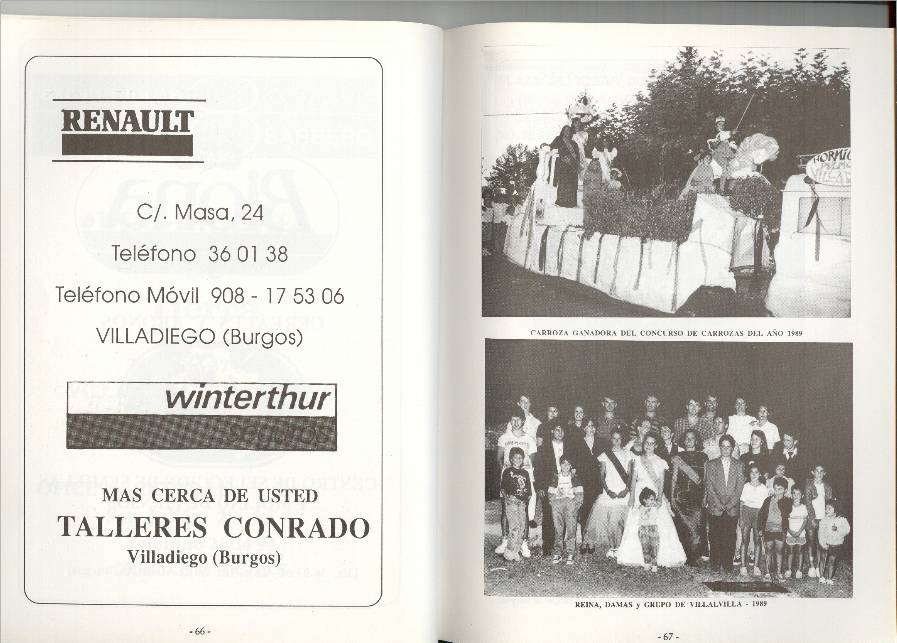 RENAULT
C/. Masa, 24
Teléfono 36 01 38
Teléfono Móvil 908 - 17 53 06
VILLADIEGO (Burgos)
winterthur
seguros
MAS CERCA DE USTED
TALLERES CONRADO
Villadiego (Burgos)
- 66 -
CARROZA GANADORA DEL CONCURSO DE CARROZAS DEL AÑO 1989
REINA, DAMAS y GRUPO DE VILLALVILLA - 1989
- 67 -